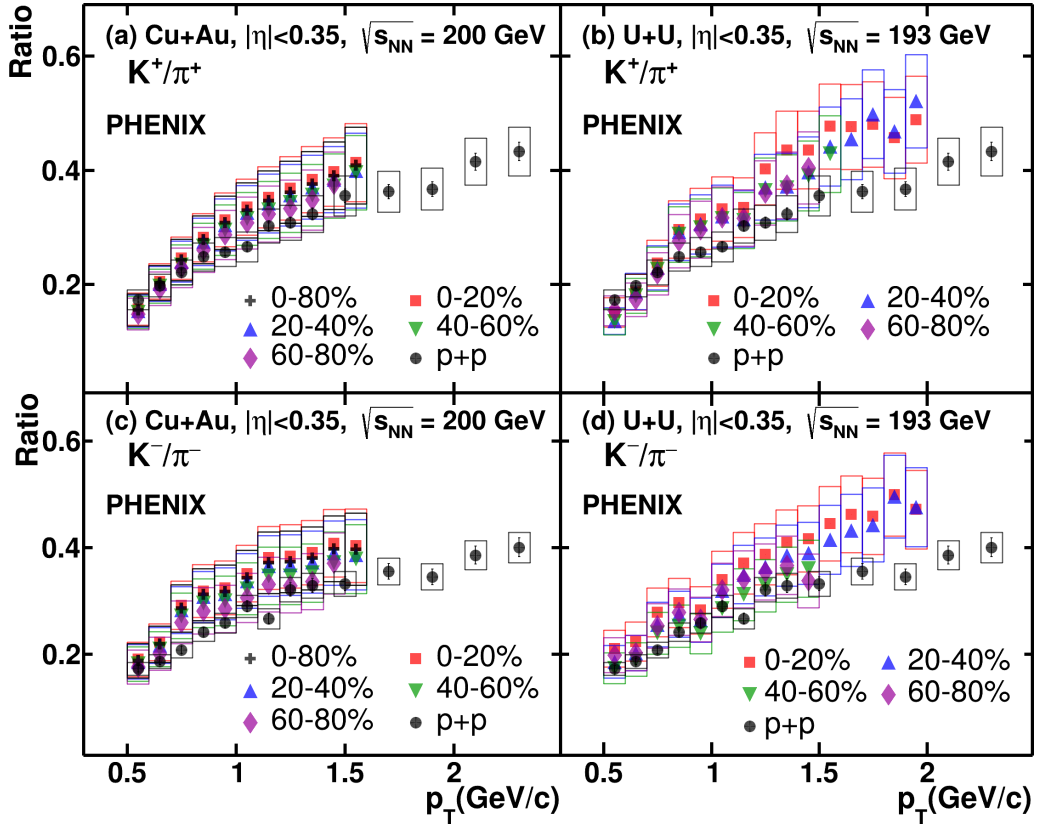 Ratio
(a) Cu+Au, |η|<0.35, √sNN = 200 GeV
K+/π+
PHENIX
0.6
0.4
0.2
0-80%
0-20%
20-40%
40-60%
60-80%
p+p
(b) U+U, |η|<0.35, √sNN = 193 GeV
K+/π+
PHENIX
0-20%
20-40%
40-60%
60-80%
p+p
Ratio
(c) Cu+Au, |η|<0.35, √sNN = 200 GeV
K−/π−
PHENIX
0.6
0.4
0.2
0-80%
0-20%
20-40%
40-60%
60-80%
p+p
0.5
1
1.5
2
pT(GeV/c)
(d) U+U, |η|<0.35, √sNN = 193 GeV
K−/π−
PHENIX
0-20%
20-40%
40-60%
60-80%
p+p
0.5
1
1.5
2
pT(GeV/c)